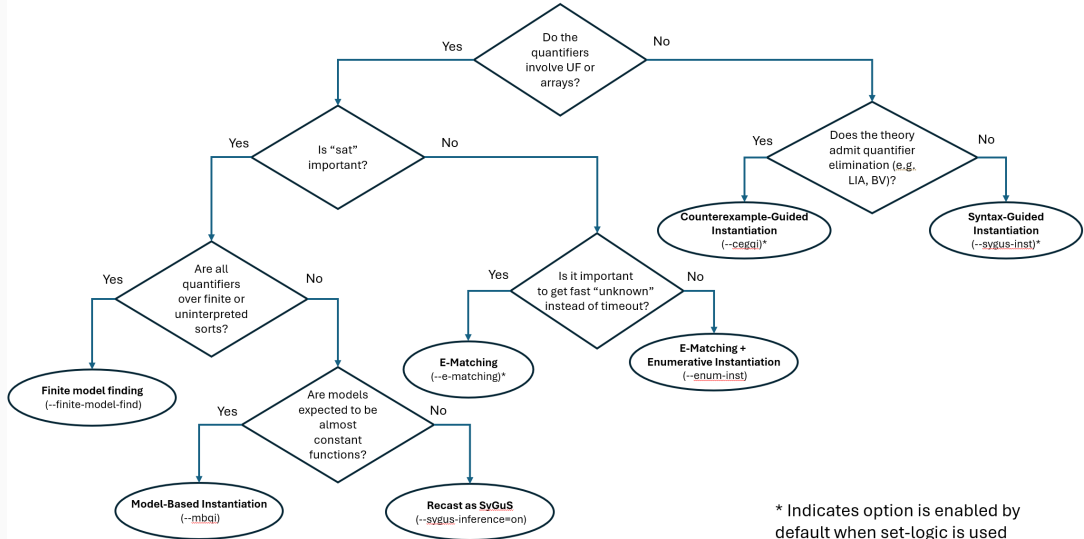 Do the
quantifiers
involve UF or
arrays?
Yes
No
Is “sat”
important?
Yes
No
Does the theory
admit quantifier
elimination (e.g,
LIA, BV)?
Yes
No
Counterexample-Guided
Instantiation
(--cegqi)*
Syntax-Guided
Instantiation
(--sygus-inst)*
Are all
quantifiers
over finite or
uninterpreted
sorts?
Yes
No
Is it important
to get fast “unknown”
instead of timeout?
Yes
No
E-Matching
(--e-matching)*
E-Matching +
Enumerative Instantiation
(--enum-inst)
Finite model finding
(--finite-model-find)
Are models
expected to be
almost
constant
functions?
Yes
No
Model-Based Instantiation
(--mbqi)
Recast as SyGuS
(--sygus-inference=on)
* Indicates option is enabled by
default when set-logic is used